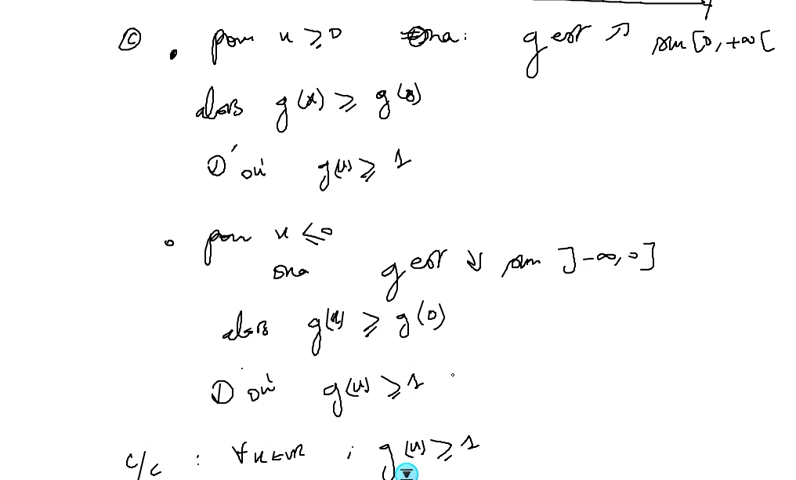 © • pour x ≥ 0 On a : g est ↗ sur [0, +∞[
alors g(x) ≥ g(0)
D'où g(x) ≥ 1
• pour x ≤ 0
on a g est ↘ sur ]-∞, 0]
alors g(x) ≥ g(0)
D'où g(x) ≥ 1
c/c : ∀x∈ℝ ; g(x) ≥ 1